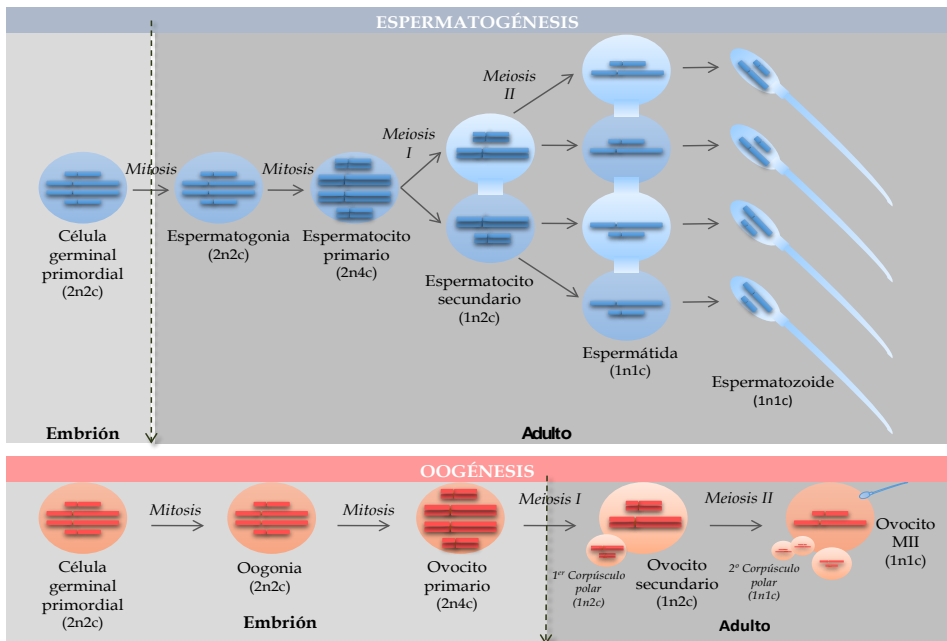 ESPERMATOGÉNESIS
Meiosis
II
Meiosis
I
Mitosis
Mitosis
Célula
germinal
primordial
(2n2c)
Espermatogonia
(2n2c)
Espermatocito
primario
(2n4c)
Espermatocito
secundario
(1n2c)
Espermátida
(1n1c)
Espermatozoide
(1n1c)
Embrión
Adulto
OOGÉNESIS
Mitosis
Mitosis
Meiosis I
Meiosis II
Célula
germinal
primordial
(2n2c)
Oogonia
(2n2c)
Ovocito
primario
(2n4c)
1er Corpúsculo
polar
(1n2c)
Ovocito
secundario
(1n2c)
2º Corpúsculo
polar
(1n1c)
Ovocito
MII
(1n1c)
Embrión
Adulto